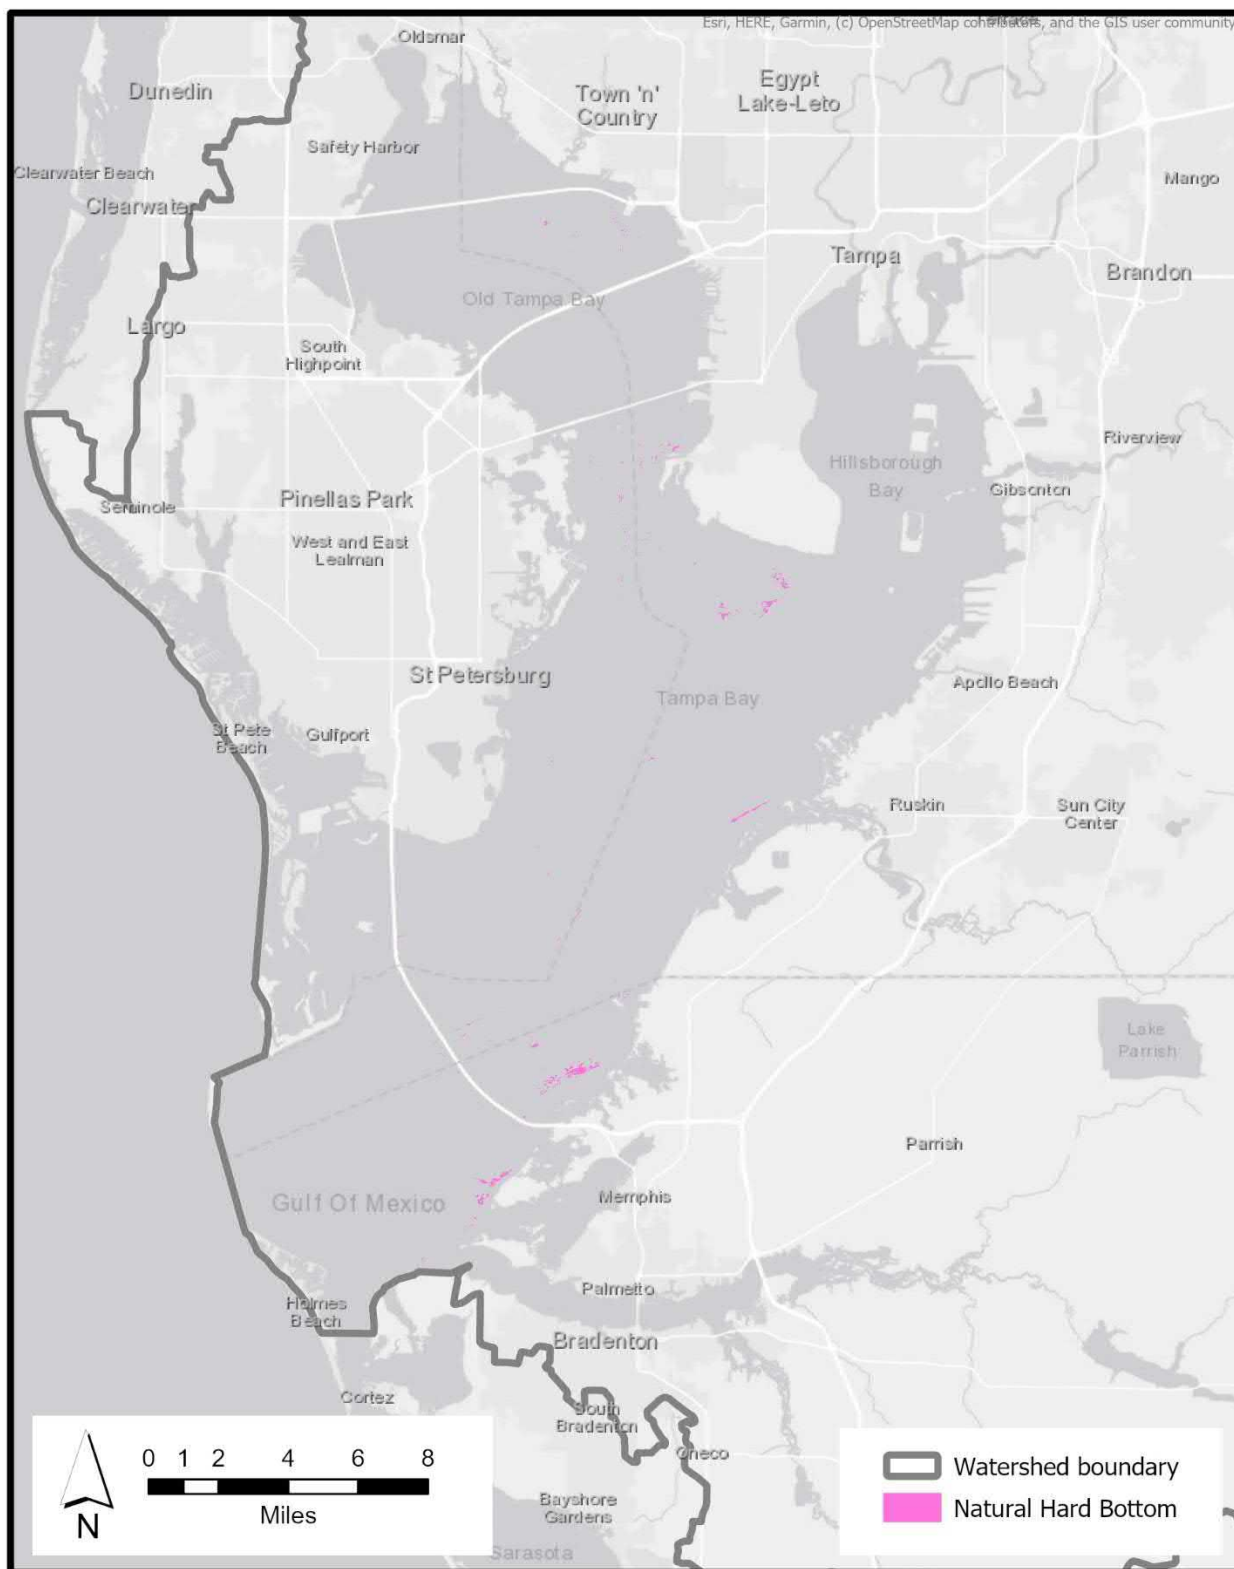 Esri, HERE, Garmin, (c) OpenStreetMap contributors, and the GIS user community
Oldsmar
Dunedin
Town 'n'
Country
Egypt
Lake-Leto
Safety Harbor
Clearwater Beach
Mango
Clearwater
Tampa
Brandon
Old Tampa Bay
Largo
South
Highpoint
Riverview
Hillsborough
Bay
Gibsonton
Pinellas Park
Seminole
West and East
Lealman
St Petersburg
Apollo Beach
Tampa Bay
St Pete
Beach
Gulfport
Ruskin
Sun City
Center
Lake
Parrish
Parrish
Memphis
Gulf Of Mexico
Palmetto
Holmes
Beach
Bradenton
Cortez
South
Bradenton
Oneco
Bayshore
Gardens
Sarasota
N
0 1 2 4 6 8
Miles
Watershed boundary
Natural Hard Bottom